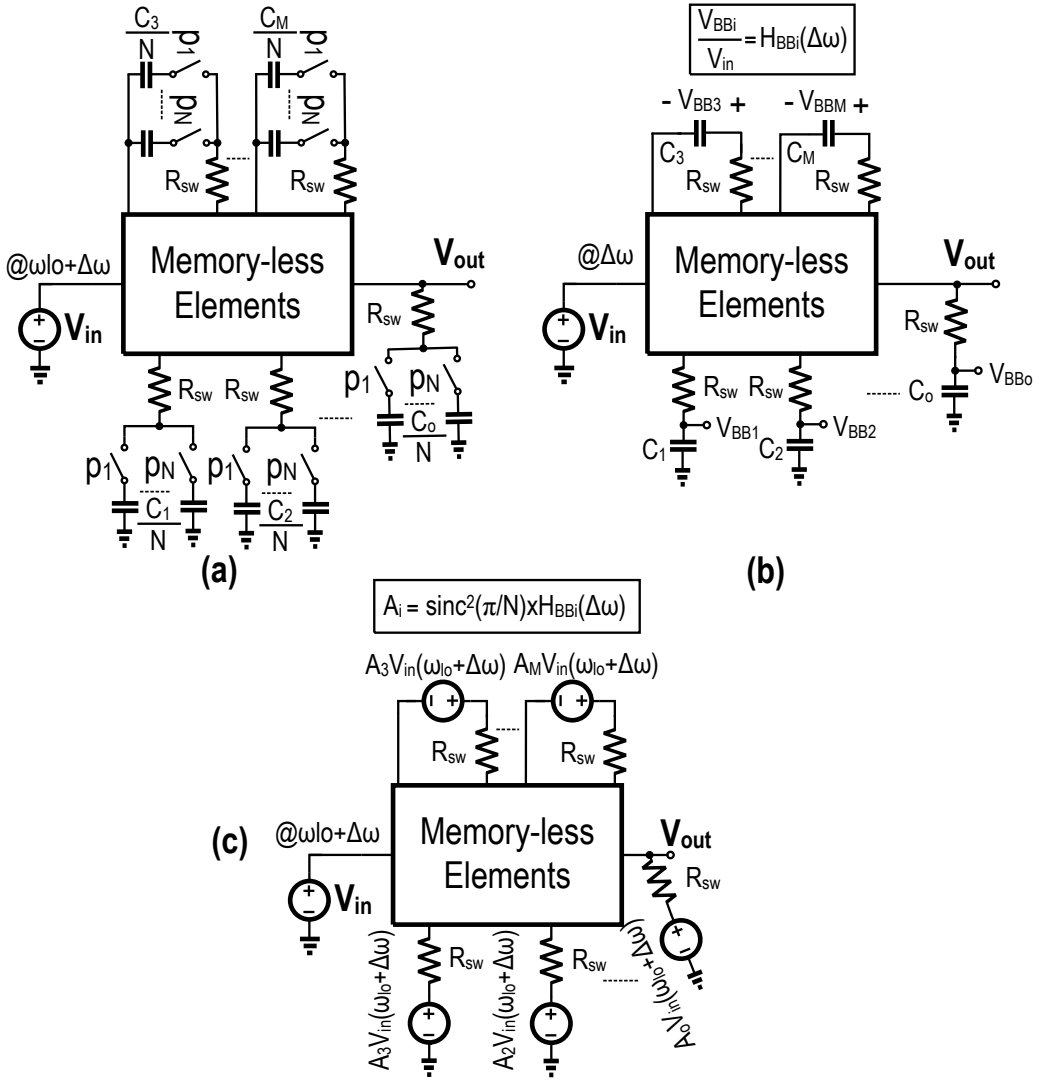 C3
N
p1
pN
CM
N
p1
pN
Rsw
Rsw
@ωlo+Δω
Vin
Memory-less
Elements
Vout
Rsw
p1
pN
Co
N
Rsw
Rsw
p1
pN
C1
N
p1
pN
C2
N
(a)
VBBi
Vin
=HBBi(Δω)
- VBB3 +
- VBBM +
C3
CM
Rsw
Rsw
@Δω
Vin
Memory-less
Elements
Vout
Rsw
VBBo
Co
Rsw
Rsw
VBB1
VBB2
C1
C2
(b)
Ai = sinc²(π/N)xHBBi(Δω)
A3Vin(ωlo+Δω)
AMVin(ωlo+Δω)
Rsw
Rsw
(c)
@ωlo+Δω
Vin
Memory-less
Elements
Vout
Rsw
AoVin(ωlo+Δω)
Rsw
Rsw
A3Vin(ωlo+Δω)
A2Vin(ωlo+Δω)